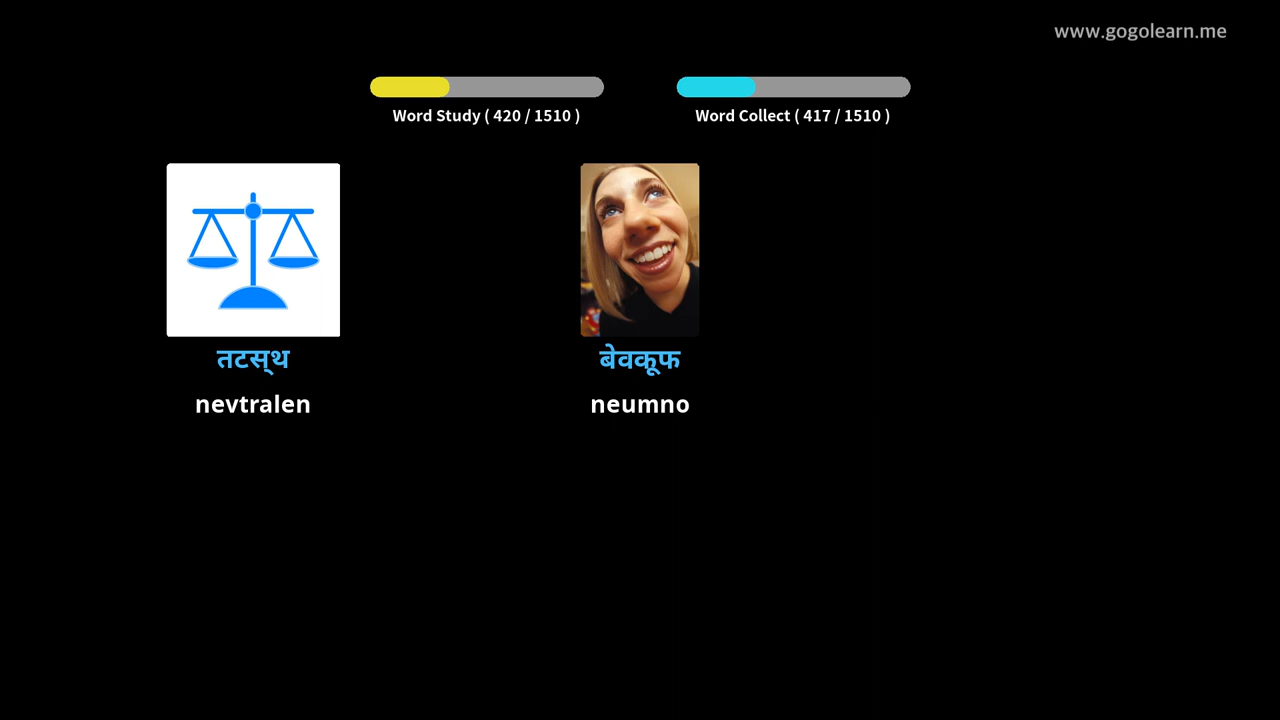 www.gogolearn.me
Word Study ( 420 / 1510 )
Word Collect ( 417 / 1510 )
तटस्थ
बेवकूफ
nevtralen
neumno